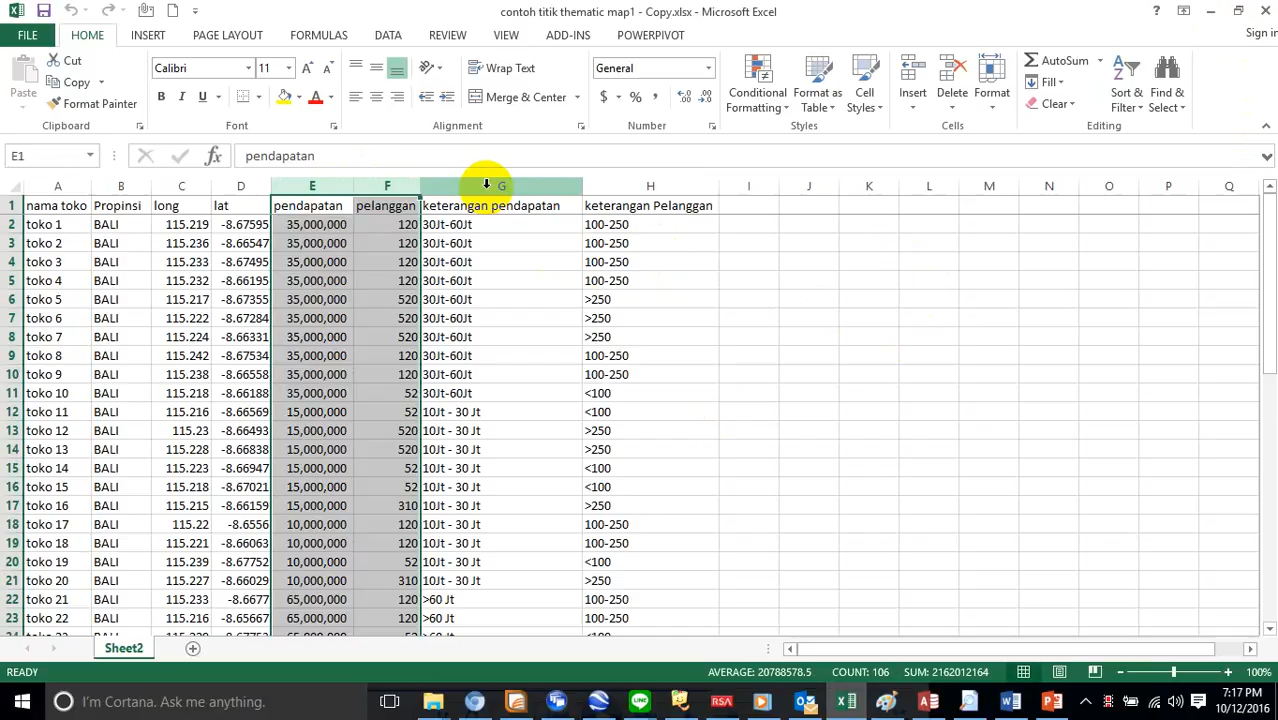 contoh titik thematic map1 - Copy.xlsx - Microsoft Excel
?
FILE HOME INSERT PAGE LAYOUT FORMULAS DATA REVIEW VIEW ADD-INS POWERPIVOT Sign in
Paste Cut Copy Format Painter Clipboard
Calibri 11 B I U A Font
Wrap Text Merge & Center Alignment
General $ % , Number
Conditional Formatting Format as Table Cell Styles Styles
Insert Delete Format Cells
AutoSum Fill Clear Sort & Filter Find & Select Editing
E1 fx pendapatan
A B C D E F G H I J K L M N O P Q
1 nama toko Propinsi long lat pendapatan pelanggan keterangan pendapatan keterangan Pelanggan
2 toko 1 BALI 115.219 -8.67595 35,000,000 120 30Jt-60Jt 100-250
3 toko 2 BALI 115.236 -8.66547 35,000,000 120 30Jt-60Jt 100-250
4 toko 3 BALI 115.233 -8.67495 35,000,000 120 30Jt-60Jt 100-250
5 toko 4 BALI 115.232 -8.66195 35,000,000 120 30Jt-60Jt 100-250
6 toko 5 BALI 115.217 -8.67355 35,000,000 520 30Jt-60Jt >250
7 toko 6 BALI 115.222 -8.67284 35,000,000 520 30Jt-60Jt >250
8 toko 7 BALI 115.224 -8.66331 35,000,000 520 30Jt-60Jt >250
9 toko 8 BALI 115.242 -8.67534 35,000,000 120 30Jt-60Jt 100-250
10 toko 9 BALI 115.238 -8.66558 35,000,000 120 30Jt-60Jt 100-250
11 toko 10 BALI 115.218 -8.66188 35,000,000 52 30Jt-60Jt <100
12 toko 11 BALI 115.216 -8.66569 15,000,000 52 10Jt - 30 Jt <100
13 toko 12 BALI 115.23 -8.66493 15,000,000 520 10Jt - 30 Jt >250
14 toko 13 BALI 115.228 -8.66838 15,000,000 520 10Jt - 30 Jt >250
15 toko 14 BALI 115.223 -8.66947 15,000,000 52 10Jt - 30 Jt <100
16 toko 15 BALI 115.218 -8.67021 15,000,000 52 10Jt - 30 Jt <100
17 toko 16 BALI 115.215 -8.66159 15,000,000 310 10Jt - 30 Jt >250
18 toko 17 BALI 115.22 -8.6556 10,000,000 120 10Jt - 30 Jt 100-250
19 toko 18 BALI 115.221 -8.66063 10,000,000 120 10Jt - 30 Jt 100-250
20 toko 19 BALI 115.239 -8.67752 10,000,000 52 10Jt - 30 Jt <100
21 toko 20 BALI 115.227 -8.66029 10,000,000 310 10Jt - 30 Jt >250
22 toko 21 BALI 115.233 -8.6677 65,000,000 120 >60 Jt 100-250
23 toko 22 BALI 115.216 -8.65667 65,000,000 120 >60 Jt 100-250
Sheet2
READY AVERAGE: 20788578.5 COUNT: 106 SUM: 2162012164 100%
I'm Cortana. Ask me anything. LINE RSA 7:17 PM
10/12/2016